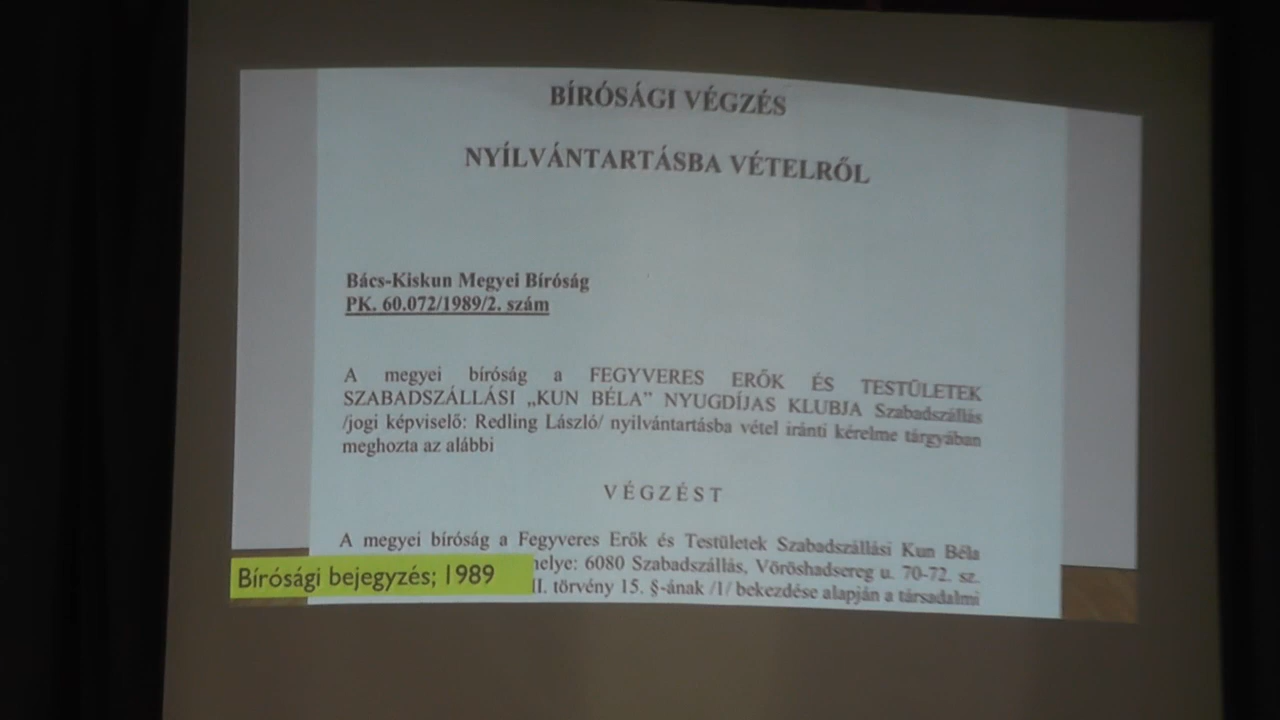 BÍRÓSÁGI VÉGZÉS
NYÍLVÁNTARTÁSBA VÉTELRŐL
Bács-Kiskun Megyei Bíróság
PK. 60.072/1989/2. szám
A megyei bíróság a FEGYVERES ERŐK ÉS TESTÜLETEK
SZABADSZÁLLÁSI „KUN BÉLA” NYUGDÍJAS KLUBJA Szabadszállás
/jogi képviselő: Redling László/ nyilvántartásba vétel iránti kérelme tárgyában
meghozta az alábbi
VÉGZÉST
A megyei bíróság a Fegyveres Erők és Testületek Szabadszállási Kun Béla
helye: 6080 Szabadszállás, Vöröshadsereg u. 70-72. sz.
II. törvény 15. §-ának /1/ bekezdése alapján a társadalmi
Bírósági bejegyzés; 1989